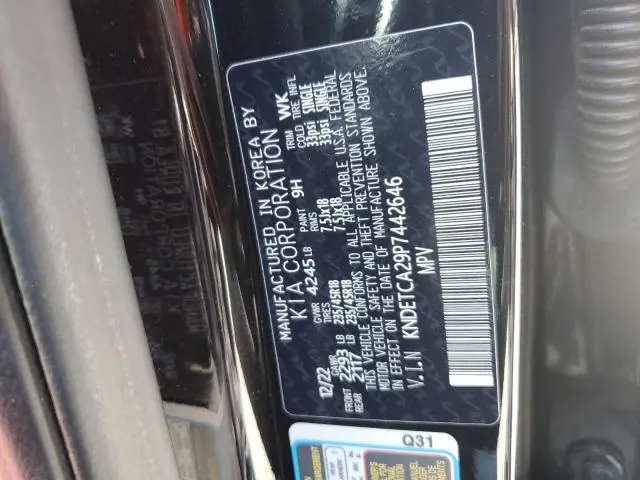 MANUFACTURED IN KOREA BY
KIA CORPORATION
12/22 GVWR 4245 LB PAINT 9H TRIM WK
GAWR TIRES RIMS COLD TIRE INFL
FRONT 2293 LB 235/45R18 7.5Jx18 33psi SINGLE
REAR 2117 LB 235/45R18 7.5Jx18 33psi SINGLE
THIS VEHICLE CONFORMS TO ALL APPLICABLE U.S.A. FEDERAL
MOTOR VEHICLE SAFETY AND THEFT PREVENTION STANDARDS
IN EFFECT ON THE DATE OF MANUFACTURE SHOWN ABOVE.
V.I.N KNDETCA29P7442646
MPV
Q31